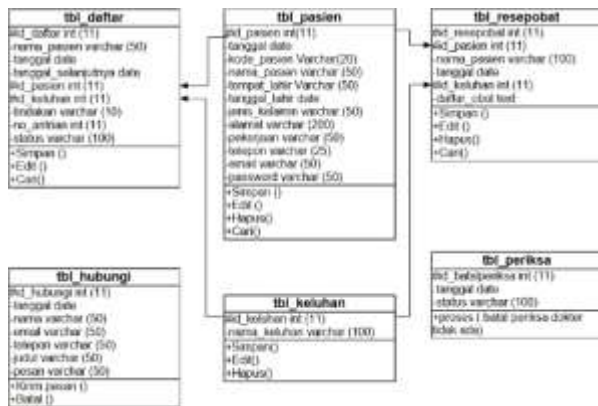 tbl_daftar
#id_daftar int (11)
-nama_pasien varchar (50)
-tanggal date
-tanggal_selanjutnya date
#id_pasien int (11)
#id_keluhan int (11)
-tindakan varchar (10)
-no_antrian int (11)
-status varchar (100)
+Simpan ()
+Edit ()
+Cari()
tbl_pasien
#id_pasien int(11)
-tanggal date
-kode_pasien Varchar(20)
-nama_pasien varchar (50)
-tempat_lahir Varchar (50)
-tanggal_lahir date
-jenis_kelamin varchar (50)
-alamat varchar (200)
-pekerjaan varchar (50)
-telepon varchar (25)
-email varchar (50)
-password varchar (50)
+Simpan ()
+Edit ()
+Hapus()
+Cari()
tbl_resepobat
#id_resepobat int (11)
#id_pasien int (11)
-nama_pasien varchar (100)
-tanggal date
#id_keluhan int (11)
-daftar_obat text
+Simpan ()
+Edit ()
+Hapus()
+Cari()
tbl_hubungi
#id_hubungi int (11)
-tanggal date
-nama varchar (50)
-email varchar (50)
-telepon varchar (50)
-judul varchar (50)
-pesan varchar (50)
+Kirim pesan ()
+Batal ()
tbl_keluhan
#id_keluhan int (11)
-nama_keluhan varchar (100)
+Simpan()
+Edit()
+Hapus()
tbl_periksa
#id_batalperiksa int (11)
-tanggal date
-status varchar (100)
+proses ( batal periksa dokter
tidak ada)